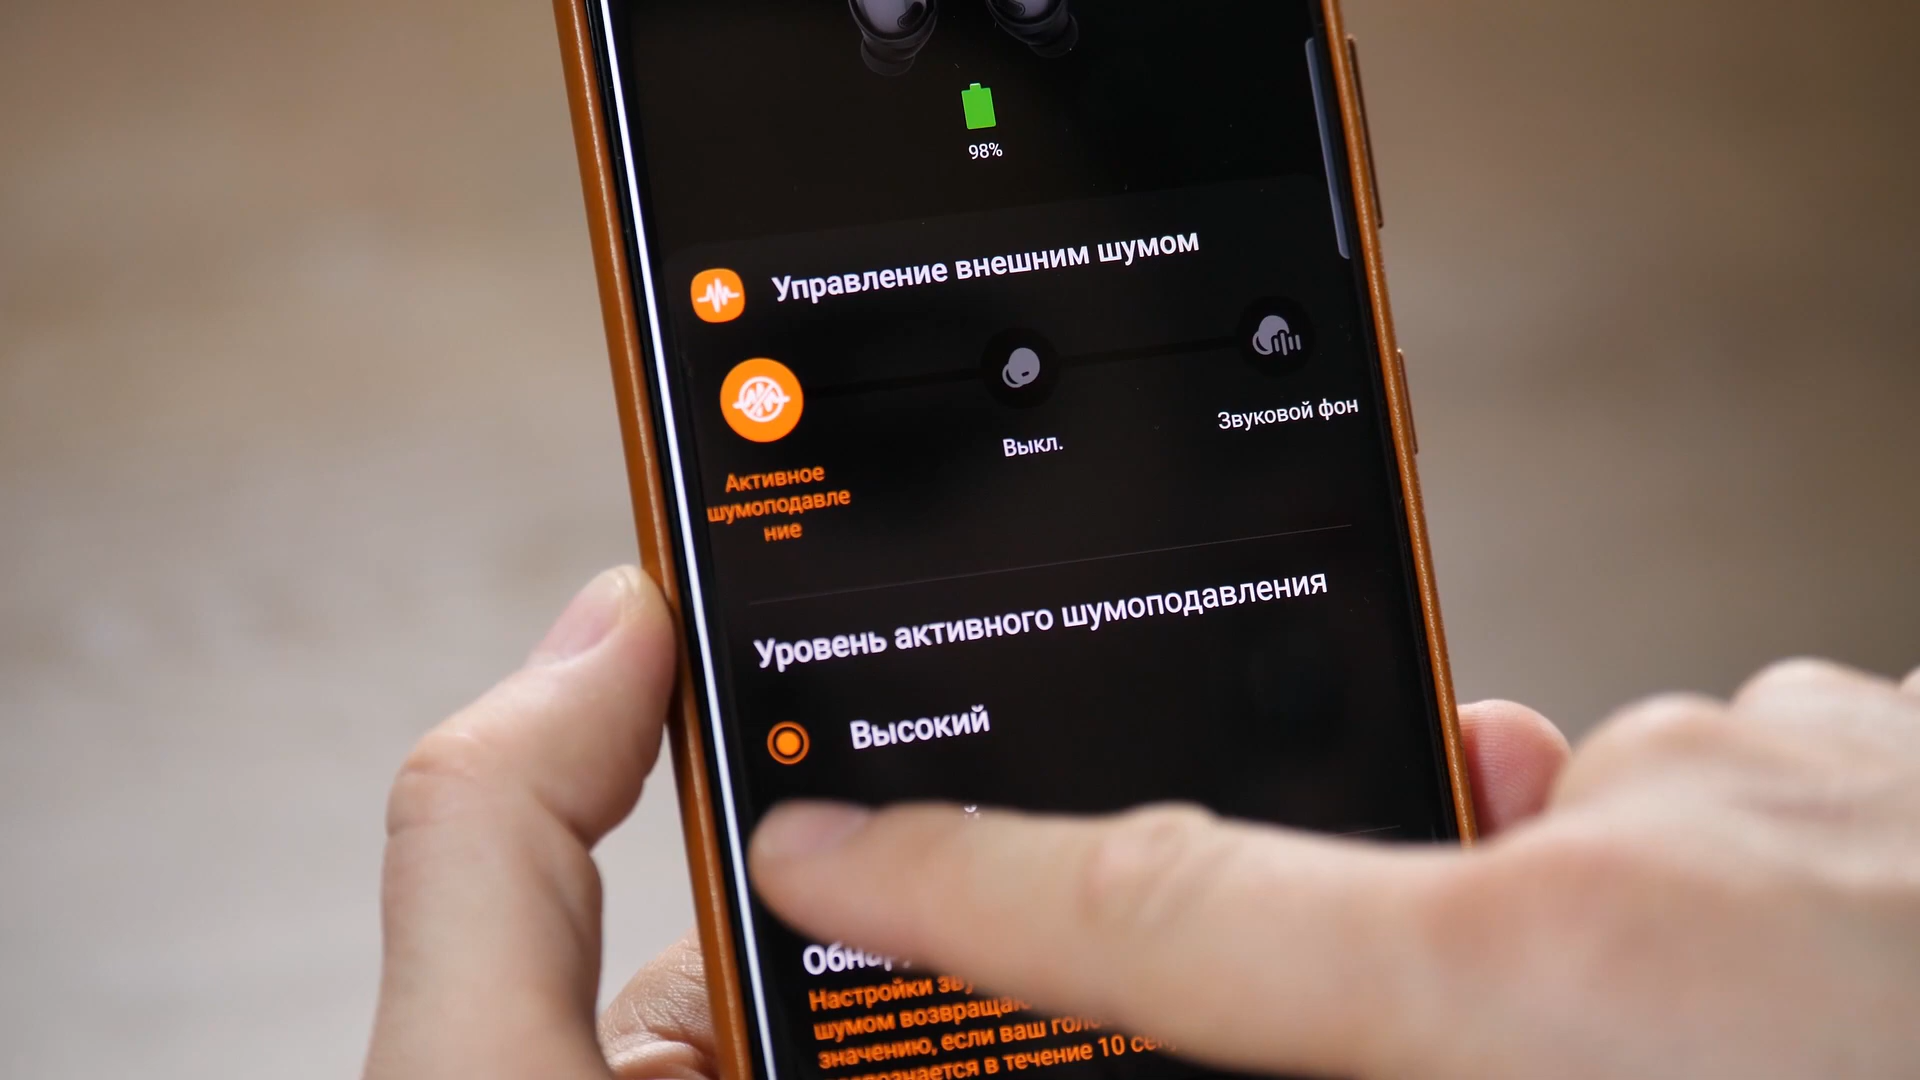 98%
Управление внешним шумом
Активное
шумоподавле
ние
Выкл.
Звуковой фон
Уровень активного шумоподавления
Высокий
Настройки
шумом
значению, если ваш
в течение 10